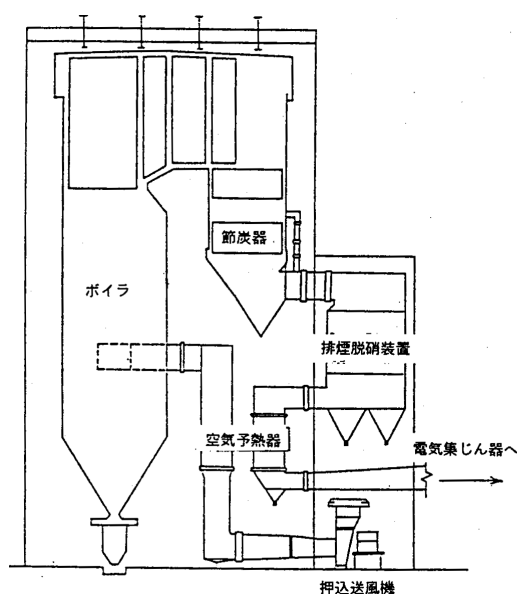 節炭器
ボイラ
排煙脱硝装置
空気予熱器
電気集じん器へ
押込送風機